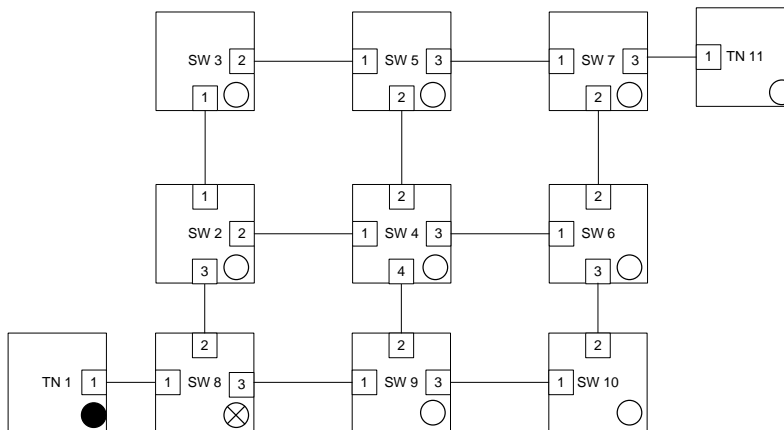 SW 3 2
1
1 SW 5 3
2
1 SW 7 3
2
1 TN 11
1
SW 2 2
3
2
1 SW 4 3
4
2
1 SW 6
3
TN 1 1
2
1 SW 8 3
2
1 SW 9 3
2
1 SW 10